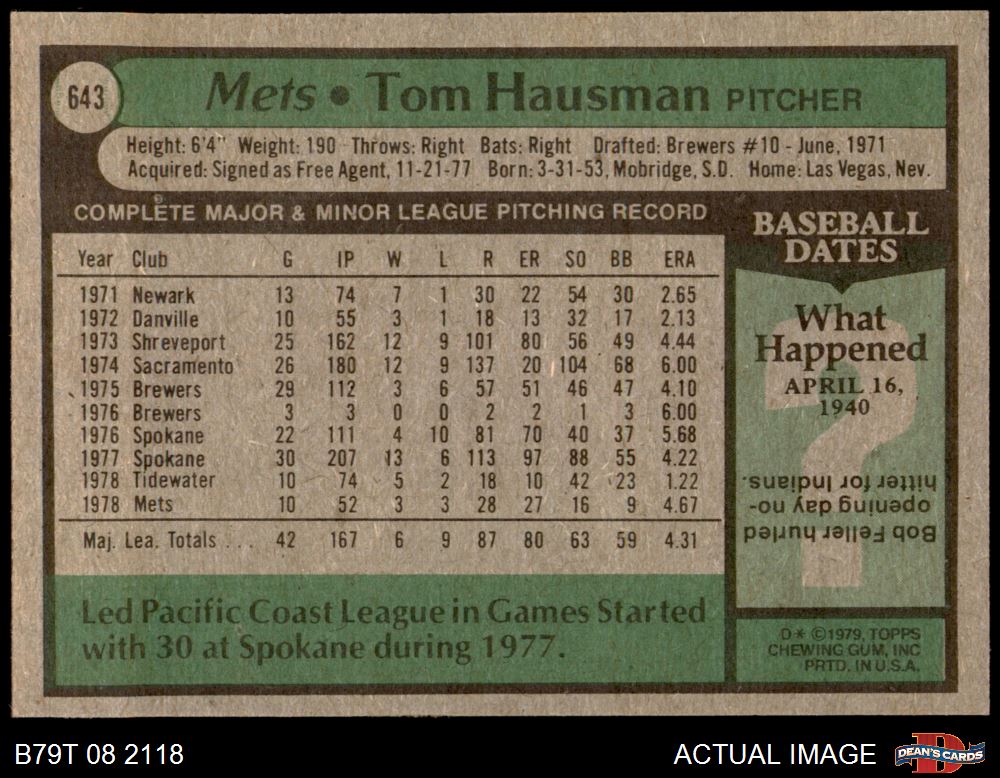 643
Mets • Tom Hausman PITCHER
Height: 6'4" Weight: 190 Throws: Right Bats: Right Drafted: Brewers #10 - June, 1971
Acquired: Signed as Free Agent, 11-21-77 Born: 3-31-53, Mobridge, S.D. Home: Las Vegas, Nev.
COMPLETE MAJOR & MINOR LEAGUE PITCHING RECORD
Year Club G IP W L R ER SO BB ERA
1971 Newark 13 74 7 1 30 22 54 30 2.65
1972 Danville 10 55 3 1 18 13 32 17 2.13
1973 Shreveport 25 162 12 9 101 80 56 49 4.44
1974 Sacramento 26 180 12 9 137 20 104 68 6.00
1975 Brewers 29 112 3 6 57 51 46 47 4.10
1976 Brewers 3 3 0 0 2 2 1 3 6.00
1976 Spokane 22 111 4 10 81 70 40 37 5.68
1977 Spokane 30 207 13 6 113 97 88 55 4.22
1978 Tidewater 10 74 5 2 18 10 42 23 1.22
1978 Mets 10 52 3 3 28 27 16 9 4.67
Maj. Lea. Totals ... 42 167 6 9 87 80 63 59 4.31
Led Pacific Coast League in Games Started
with 30 at Spokane during 1977.
BASEBALL
DATES
What
Happened
APRIL 16,
1940
Bob Feller hurled
opening day no-
hitter for Indians.
D* ©1979, TOPPS
CHEWING GUM, INC
PRTD. IN U.S.A.
B79T 08 2118
ACTUAL IMAGE
DEAN'S CARDS